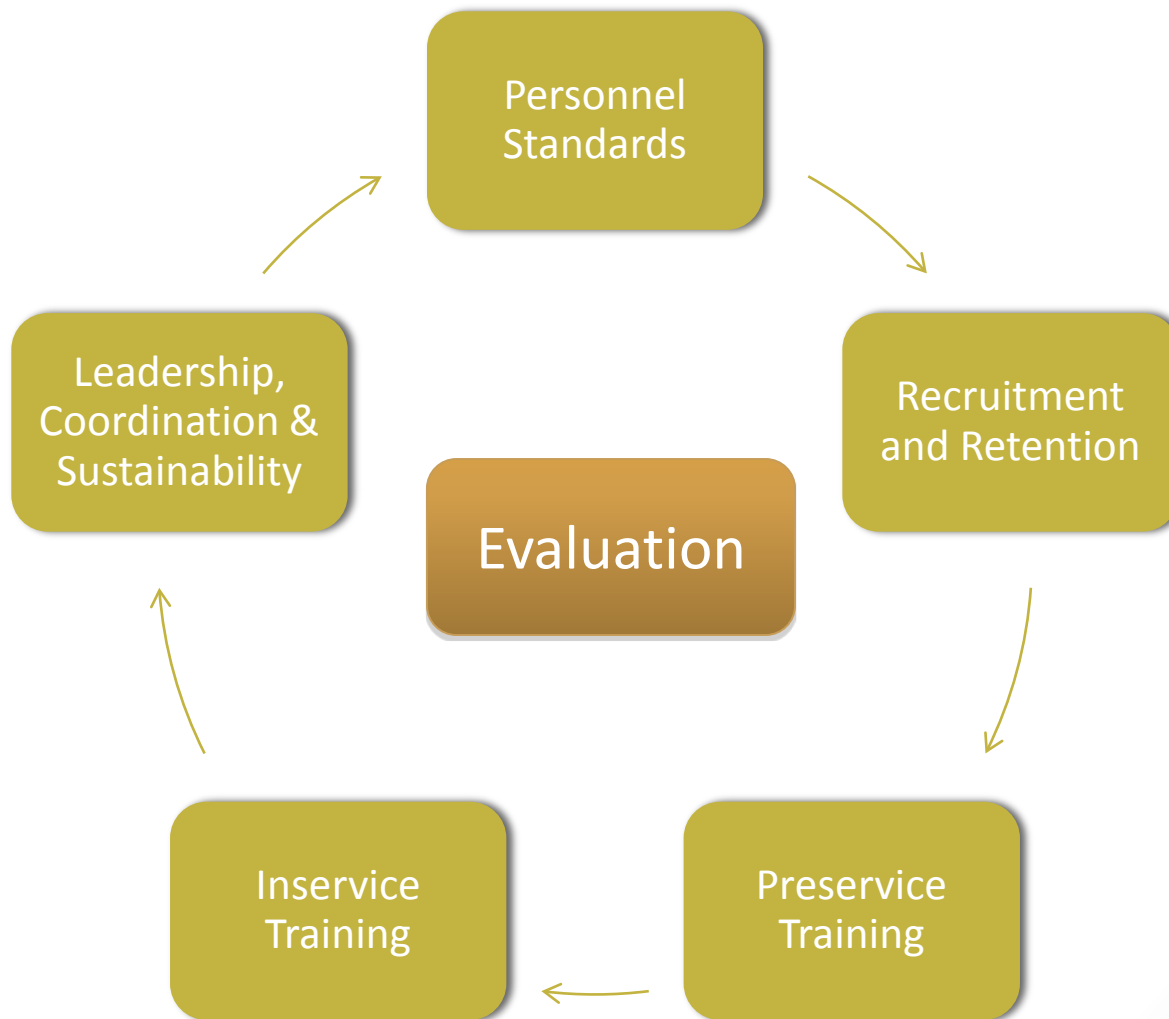 Personnel
Standards
Recruitment
and Retention
Preservice
Training
Inservice
Training
Leadership,
Coordination &
Sustainability
Evaluation